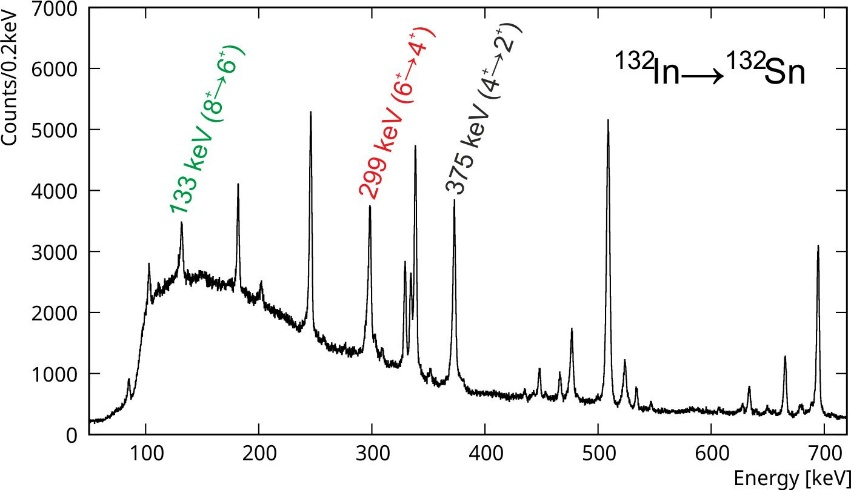 7000
6000
5000
4000
3000
2000
1000
0
Counts/0.2keV
133 keV (8⁺→6⁺)
299 keV (6⁺→4⁺)
375 keV (4⁺→2⁺)
¹³²In→¹³²Sn
100 200 300 400 500 600 700
Energy [keV]